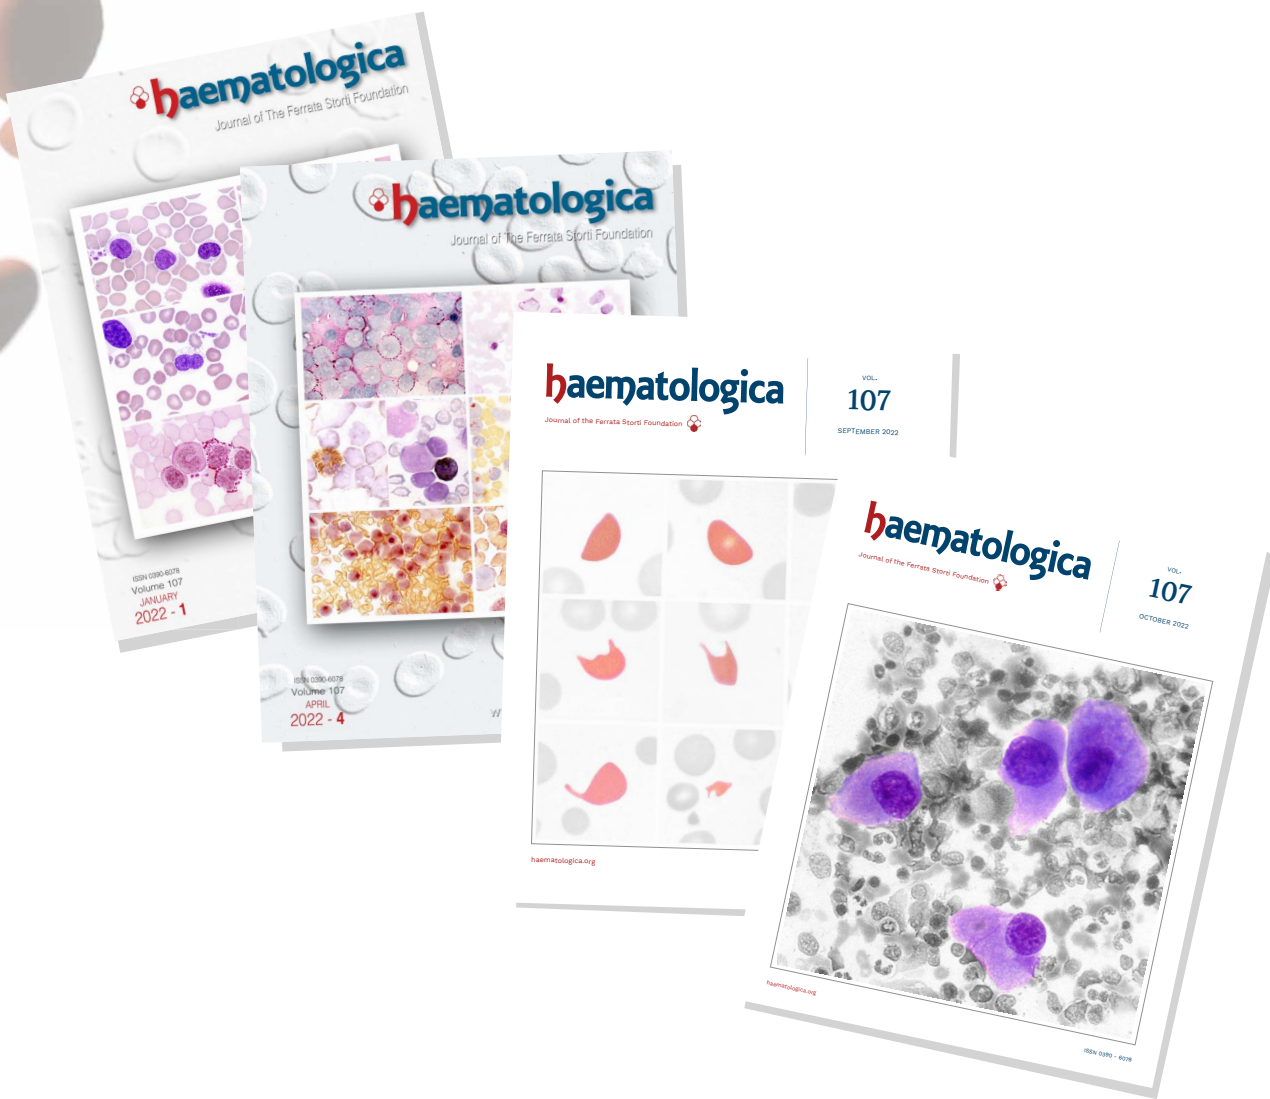 haematologica
Journal of The Ferrata Storti Foundation
ISSN 0390-6078
Volume 107
JANUARY
2022 - 1
haematologica
Journal of The Ferrata Storti Foundation
ISSN 0390-6078
Volume 107
APRIL
2022 - 4
W
haematologica
Journal of the Ferrata Storti Foundation
VOL.
107
SEPTEMBER 2022
haematologica.org
haematologica
Journal of the Ferrata Storti Foundation
VOL.
107
OCTOBER 2022
haematologica.org
ISSN 0390 - 6078